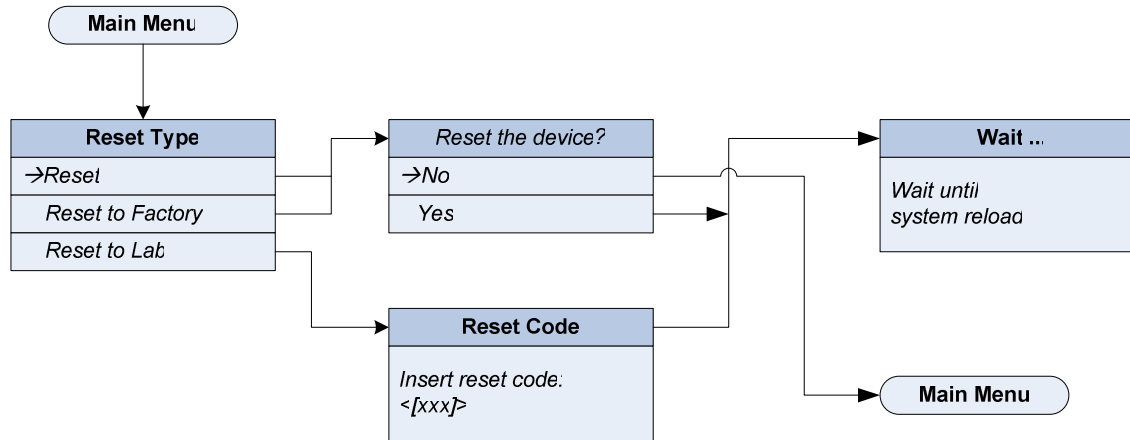 Main Menu
Reset Type
→Reset
Reset to Factory
Reset to Lab
Reset the device?
→No
Yes
Reset Code
Insert reset code:
<[xxx]>
Wait ...
Wait until
system reload
Main Menu